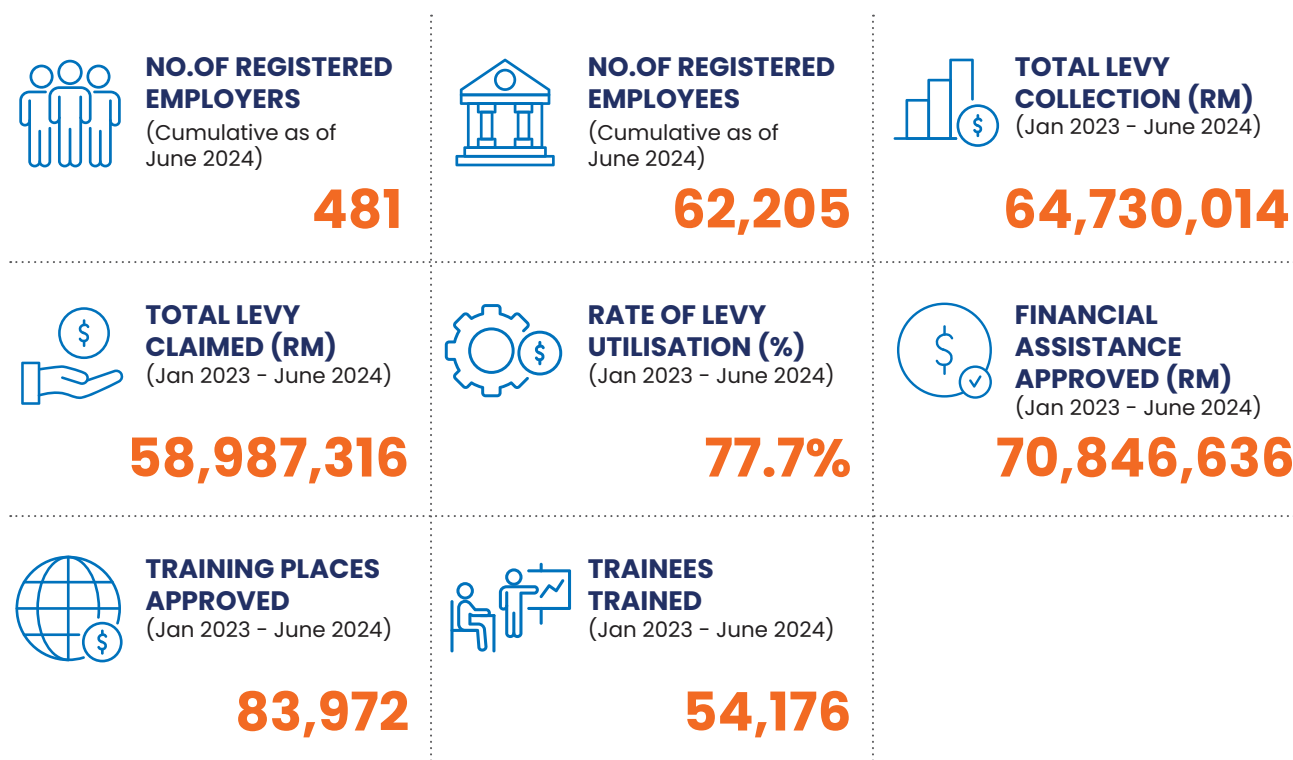 NO.OF REGISTERED
EMPLOYERS
(Cumulative as of
June 2024)
481
NO.OF REGISTERED
EMPLOYEES
(Cumulative as of
June 2024)
62,205
TOTAL LEVY
COLLECTION (RM)
(Jan 2023 - June 2024)
64,730,014
TOTAL LEVY
CLAIMED (RM)
(Jan 2023 - June 2024)
58,987,316
RATE OF LEVY
UTILISATION (%)
(Jan 2023 - June 2024)
77.7%
FINANCIAL
ASSISTANCE
APPROVED (RM)
(Jan 2023 - June 2024)
70,846,636
TRAINING PLACES
APPROVED
(Jan 2023 - June 2024)
83,972
TRAINEES
TRAINED
(Jan 2023 - June 2024)
54,176